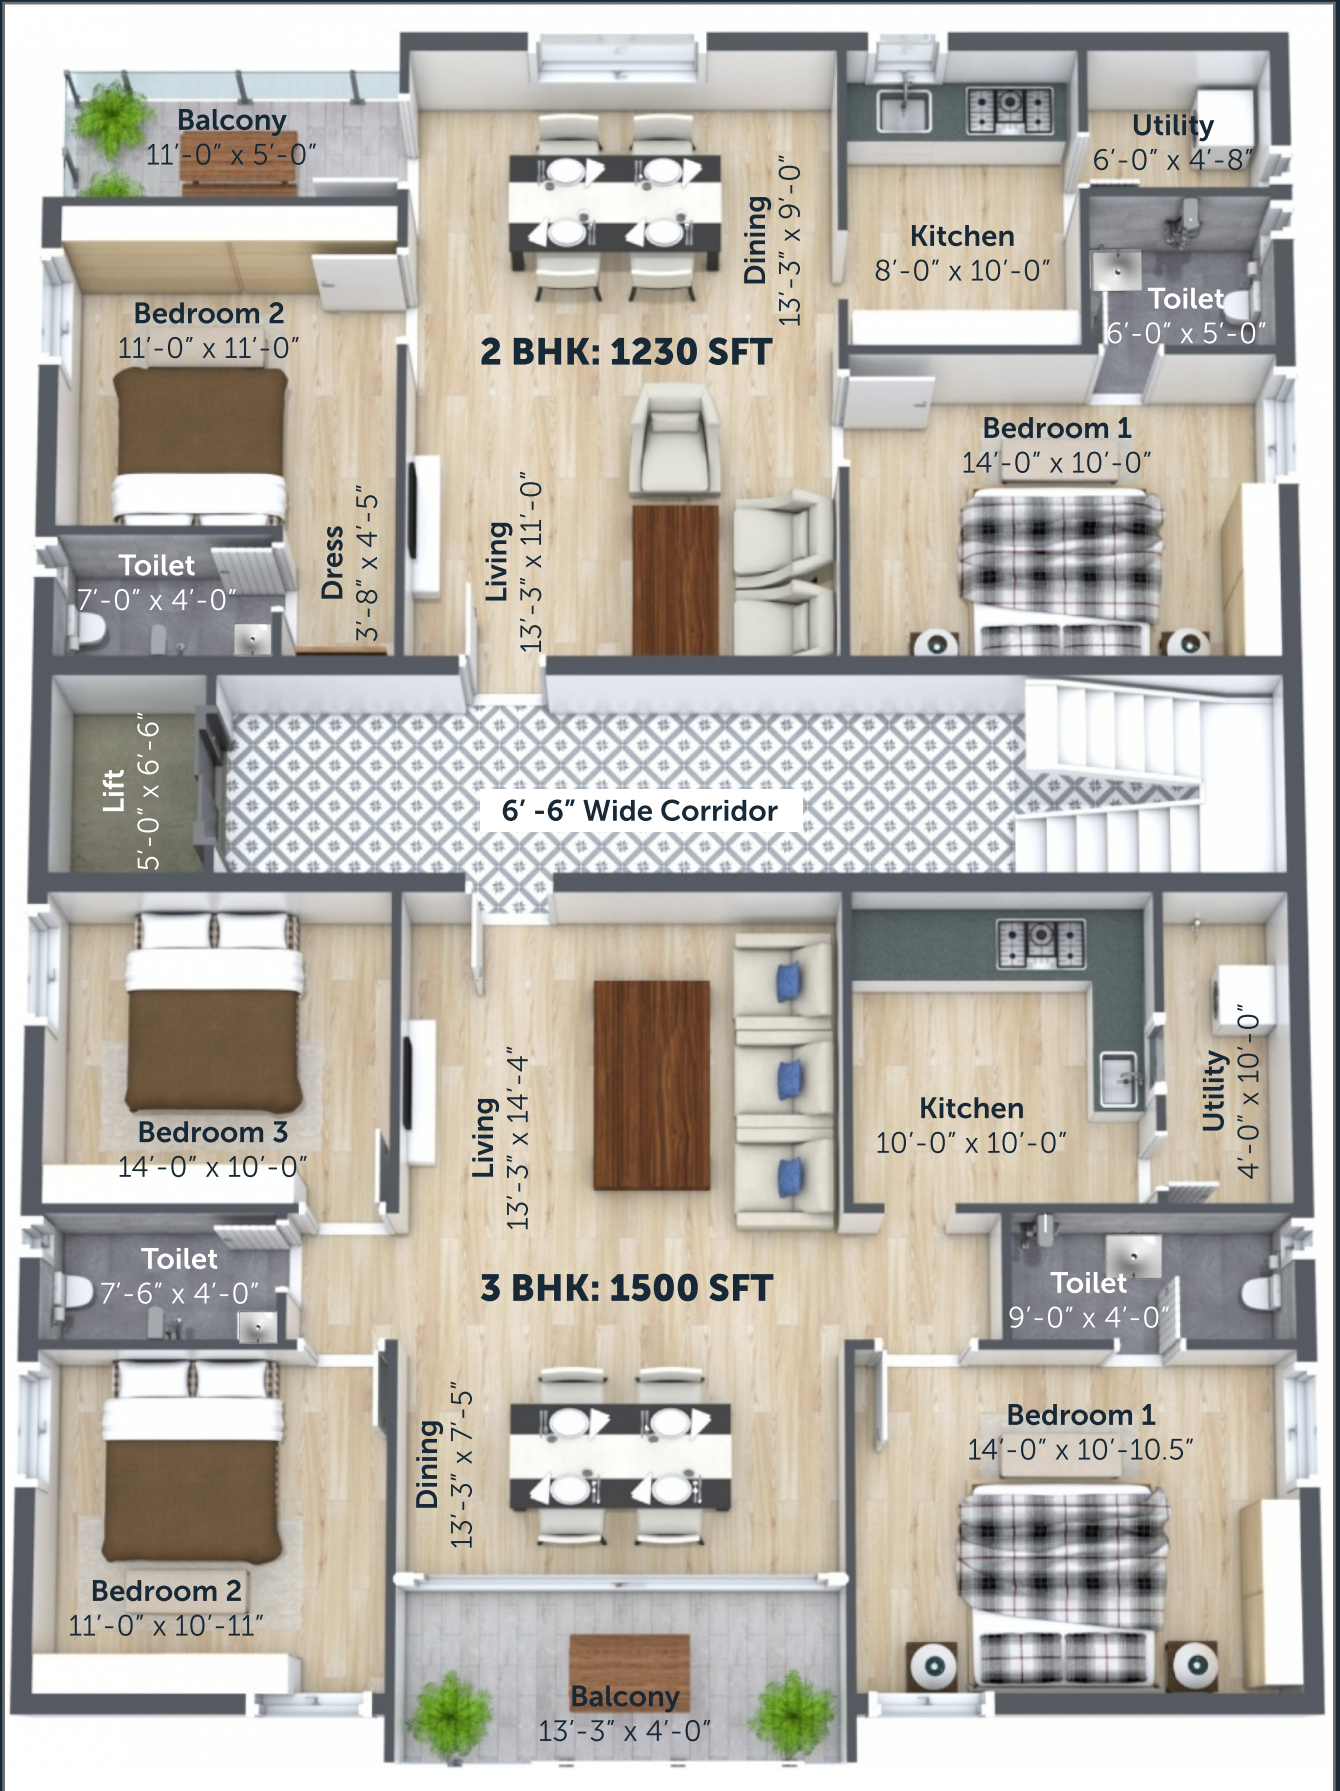 Balcony
11'-0" x 5'-0"
Utility
6'-0" x 4'-8"
Dining
13'-3" x 9'-0"
Kitchen
8'-0" x 10'-0"
Toilet
6'-0" x 5'-0"
Bedroom 2
11'-0" x 11'-0"
2 BHK: 1230 SFT
Bedroom 1
14'-0" x 10'-0"
Living
13'-3" x 11'-0"
Dress
3'-8" x 4'-5"
Toilet
7'-0" x 4'-0"
Lift
5'-0" x 6'-6"
6' -6" Wide Corridor
Bedroom 3
14'-0" x 10'-0"
Living
13'-3" x 14'-4"
Kitchen
10'-0" x 10'-0"
Utility
4'-0" x 10'-0"
Toilet
7'-6" x 4'-0"
3 BHK: 1500 SFT
Toilet
9'-0" x 4'-0"
Dining
13'-3" x 7'-5"
Bedroom 1
14'-0" x 10'-10.5"
Bedroom 2
11'-0" x 10'-11"
Balcony
13'-3" x 4'-0"